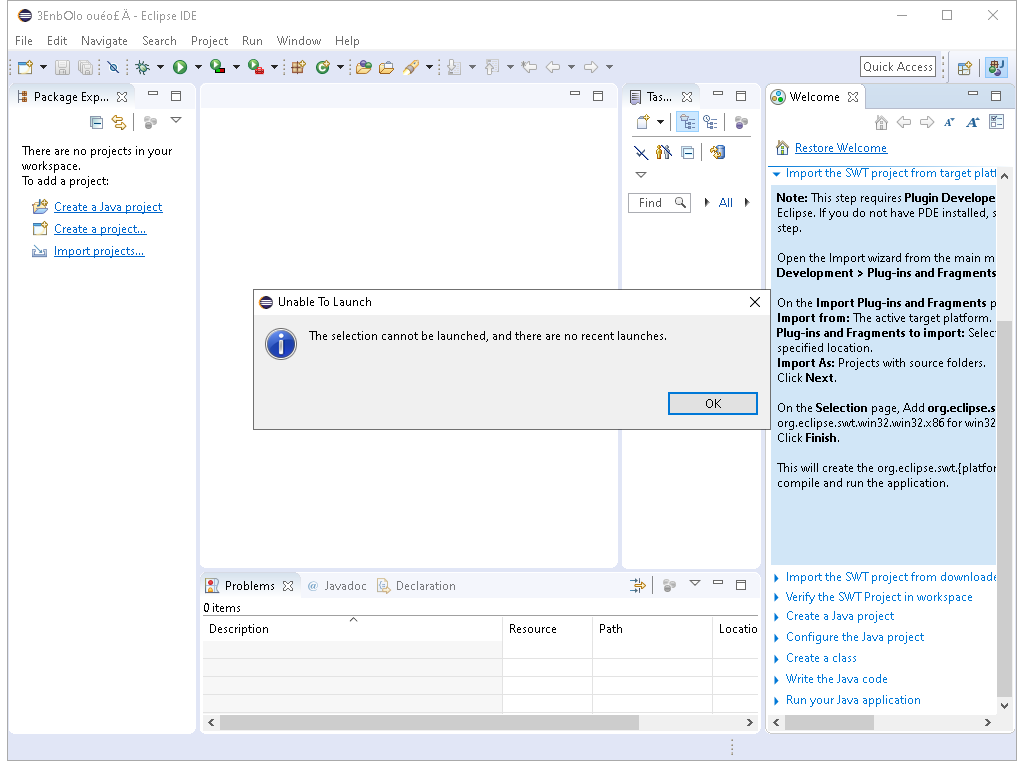 3EnbOlo ouéo£Ä - Eclipse IDE
File Edit Navigate Search Project Run Window Help
Quick Access
Package Exp...
There are no projects in your
workspace.
To add a project:
Create a Java project
Create a project...
Import projects...
Tas...
Find
All
Welcome
Restore Welcome
Import the SWT project from target platf
Note: This step requires Plugin Develope
Eclipse. If you do not have PDE installed, s
step.
Open the Import wizard from the main m
Development > Plug-ins and Fragments
On the Import Plug-ins and Fragments p
Import from: The active target platform.
Plug-ins and Fragments to import: Selec
specified location.
Import As: Projects with source folders.
Click Next.
On the Selection page, Add org.eclipse.s
org.eclipse.swt.win32.win32.x86 for win32
Click Finish.
This will create the org.eclipse.swt.{platfor
compile and run the application.
Import the SWT project from downloade
Verify the SWT Project in workspace
Create a Java project
Configure the Java project
Create a class
Write the Java code
Run your Java application
Unable To Launch
The selection cannot be launched, and there are no recent launches.
OK
Problems
@ Javadoc
Declaration
0 items
Description Resource Path Locatio